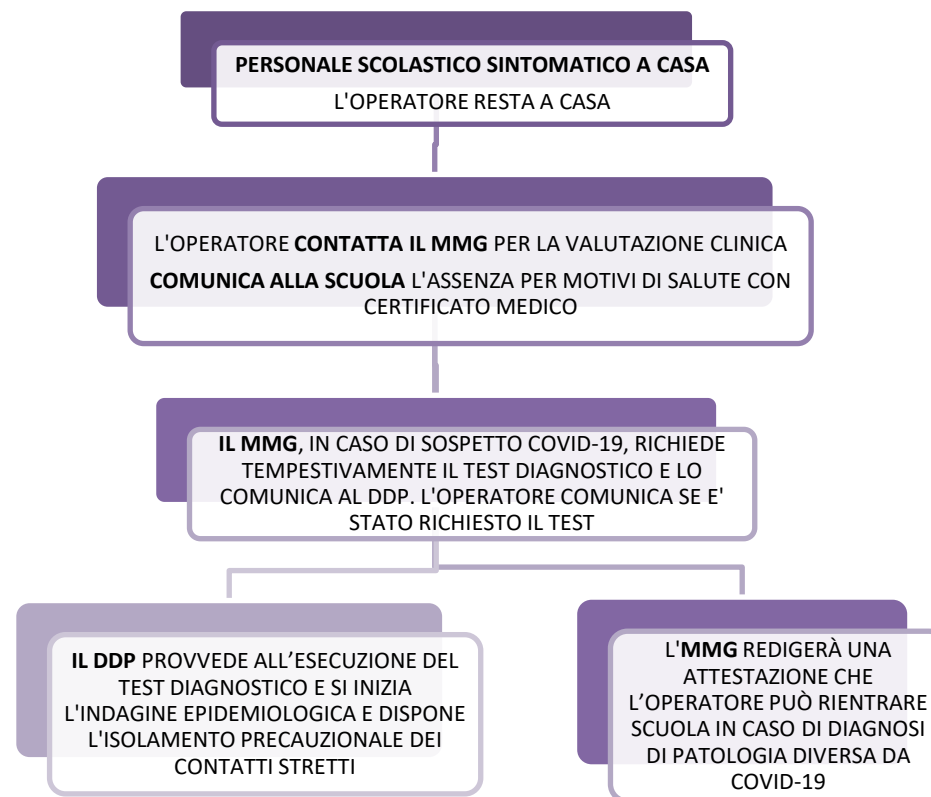 PERSONALE SCOLASTICO SINTOMATICO A CASA
L'OPERATORE RESTA A CASA
L'OPERATORE CONTATTA IL MMG PER LA VALUTAZIONE CLINICA
COMUNICA ALLA SCUOLA L'ASSENZA PER MOTIVI DI SALUTE CON
CERTIFICATO MEDICO
IL MMG, IN CASO DI SOSPETTO COVID-19, RICHIEDE
TEMPESTIVAMENTE IL TEST DIAGNOSTICO E LO
COMUNICA AL DDP. L'OPERATORE COMUNICA SE E'
STATO RICHIESTO IL TEST
IL DDP PROVVEDE ALL’ESECUZIONE DEL
TEST DIAGNOSTICO E SI INIZIA
L'INDAGINE EPIDEMIOLOGICA E DISPONE
L'ISOLAMENTO PRECAUZIONALE DEI
CONTATTI STRETTI
L'MMG REDIGERÀ UNA
ATTESTAZIONE CHE
L’OPERATORE PUÒ RIENTRARE
SCUOLA IN CASO DI DIAGNOSI
DI PATOLOGIA DIVERSA DA
COVID-19